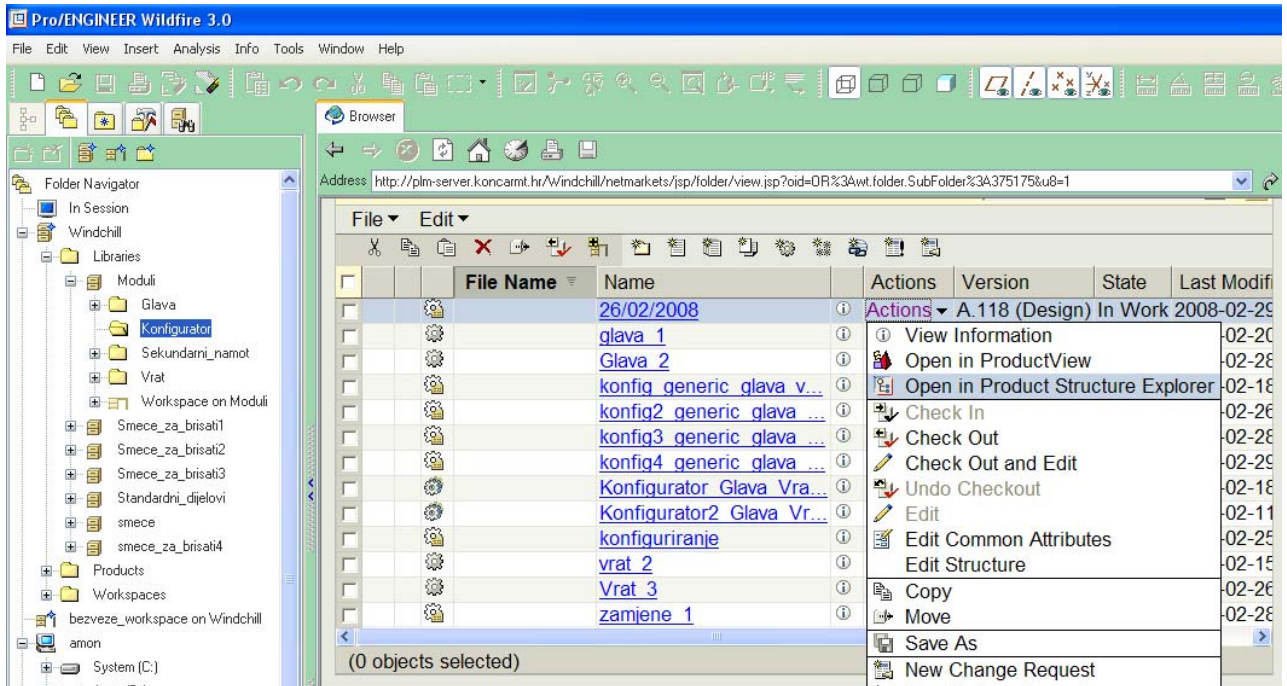 Pro/ENGINEER Wildfire 3.0
File Edit View Insert Analysis Info Tools Window Help
Browser
Address http://plm-server.koncarmt.hr/Windchill/netmarkets/jsp/folder/view.jsp?oid=OR%3Awt.folder.SubFolder%3A375175&u8=1
Folder Navigator
In Session
Windchill
Libraries
Moduli
Glava
Konfigurator
Sekundarni_namot
Vrat
Workspace on Moduli
Smece_za_brisati1
Smece_za_brisati2
Smece_za_brisati3
Standardni_dijelovi
smece
smece_za_brisati4
Products
Workspaces
bezveze_workspace on Windchill
amon
System (C:)
File Edit
File Name Name Actions Version State Last Modifi
26/02/2008 Actions A.118 (Design) In Work 2008-02-29
glava_1
Glava_2
konfig_generic_glava_v...
konfig2_generic_glava_...
konfig3_generic_glava_...
konfig4_generic_glava_...
Konfigurator_Glava_Vra...
Konfigurator2_Glava_Vr...
konfiguriranje
vrat_2
Vrat_3
zamjene_1
(0 objects selected)
View Information
Open in ProductView
Open in Product Structure Explorer
Check In
Check Out
Check Out and Edit
Undo Checkout
Edit
Edit Common Attributes
Edit Structure
Copy
Move
Save As
New Change Request
-02-20
-02-28
-02-18
-02-26
-02-28
-02-29
-02-18
-02-11
-02-25
-02-15
-02-26
-02-28